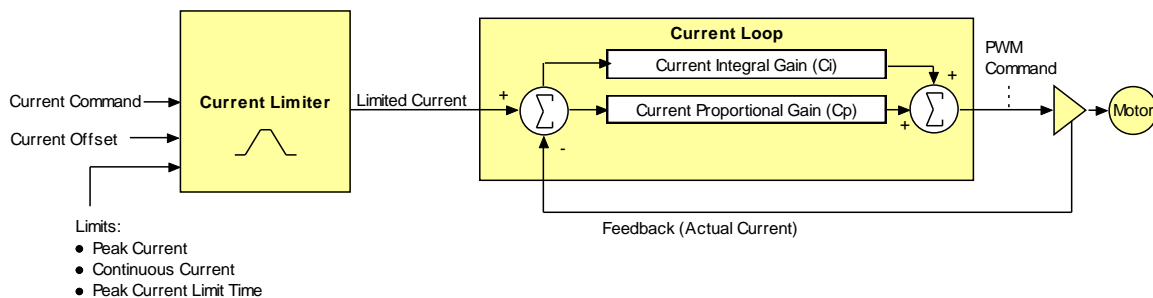 Current Loop
PWM
Command
Current Integral Gain (Ci)
+
+
Current Command
Current Limiter
Limited Current
+
Σ
Current Proportional Gain (Cp)
Σ
Motor
+
Current Offset
-
Limits:
Feedback (Actual Current)
● Peak Current
● Continuous Current
● Peak Current Limit Time